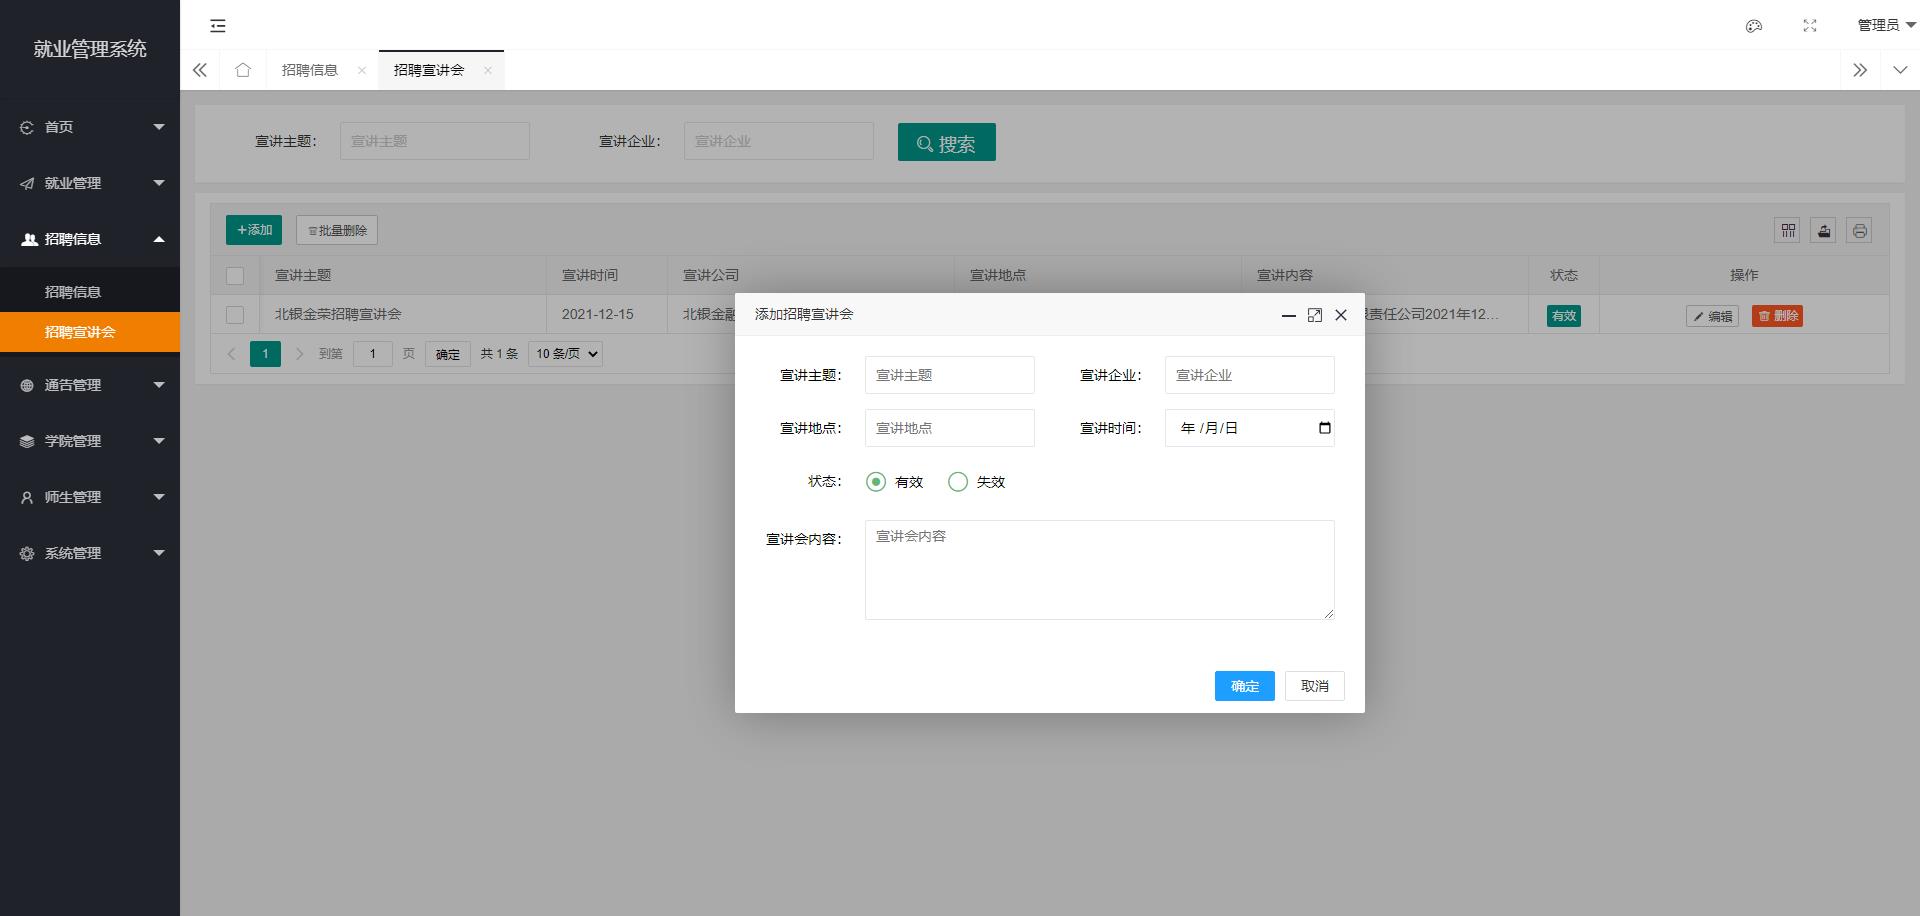 就业管理系统
管理员
招聘信息
招聘宣讲会
首页
就业管理
招聘信息
招聘信息
招聘宣讲会
通告管理
学院管理
师生管理
系统管理
宣讲主题： 宣讲主题 宣讲企业： 宣讲企业 搜索
添加 批量删除
宣讲主题 宣讲时间 宣讲公司 宣讲地点 宣讲内容 状态 操作
北银金荣招聘宣讲会 2021-12-15 北银金融 责任公司2021年12... 有效 编辑 删除
1 到第 1 页 确定 共 1 条 10 条/页
添加招聘宣讲会
宣讲主题： 宣讲主题 宣讲企业： 宣讲企业
宣讲地点： 宣讲地点 宣讲时间： 年 /月/日
状态： 有效 失效
宣讲会内容： 宣讲会内容
确定 取消